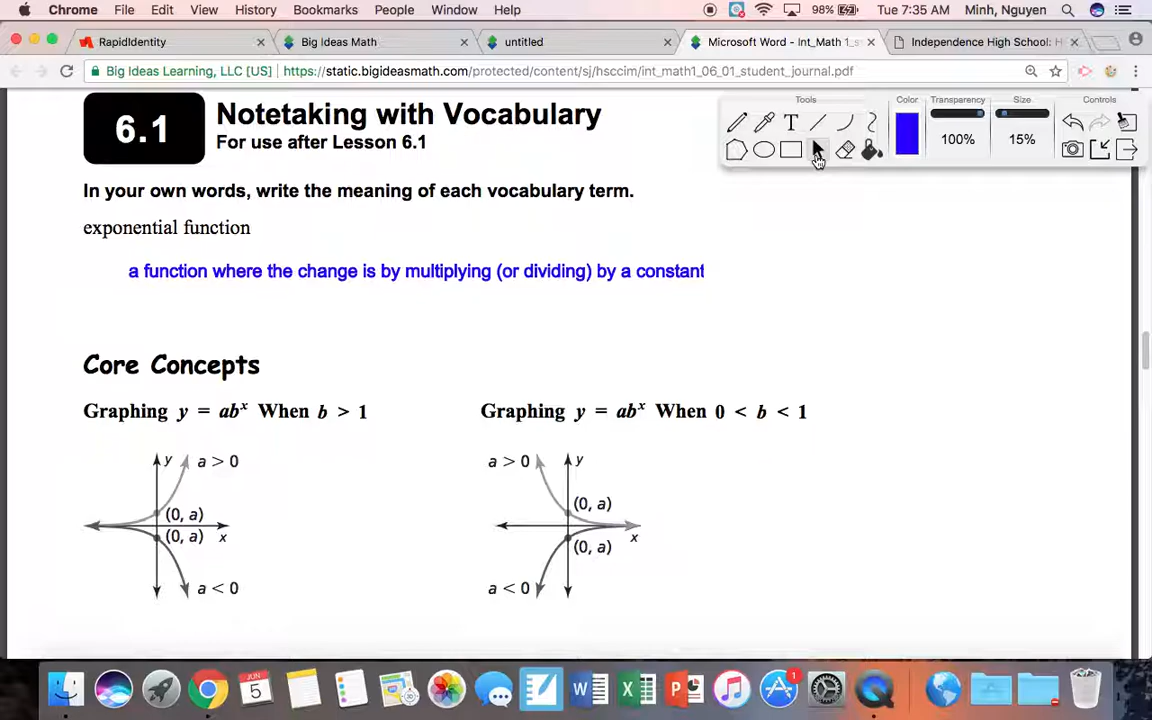 Chrome File Edit View History Bookmarks People Window Help 98% Tue 7:35 AM Minh, Nguyen
RapidIdentity
Big Ideas Math
untitled
Microsoft Word - Int_Math 1_s
Independence High School: H
Big Ideas Learning, LLC [US] https://static.bigideasmath.com/protected/content/sj/hsccim/int_math1_06_01_student_journal.pdf
Tools Color Transparency Size Controls
T
100% 15%
6.1 Notetaking with Vocabulary
For use after Lesson 6.1
In your own words, write the meaning of each vocabulary term.
exponential function
a function where the change is by multiplying (or dividing) by a constant
Core Concepts
Graphing y = abˣ When b > 1
Graphing y = abˣ When 0 < b < 1
y a > 0
(0, a)
(0, a) x
a < 0
a > 0 y
(0, a)
x
(0, a)
a < 0
JUN
5
1